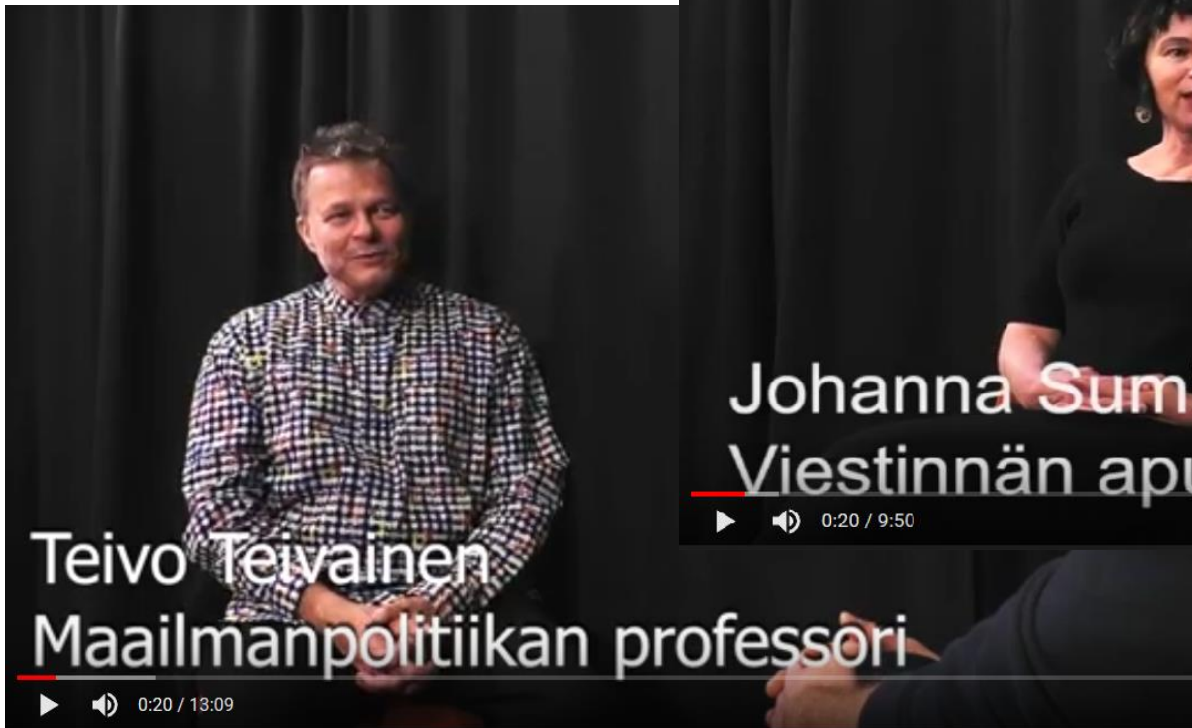 Teivo Teivainen
Maailmanpolitiikan professori
0:20 / 13:09
Johanna Sum
Viestinnän apu
0:20 / 9:50